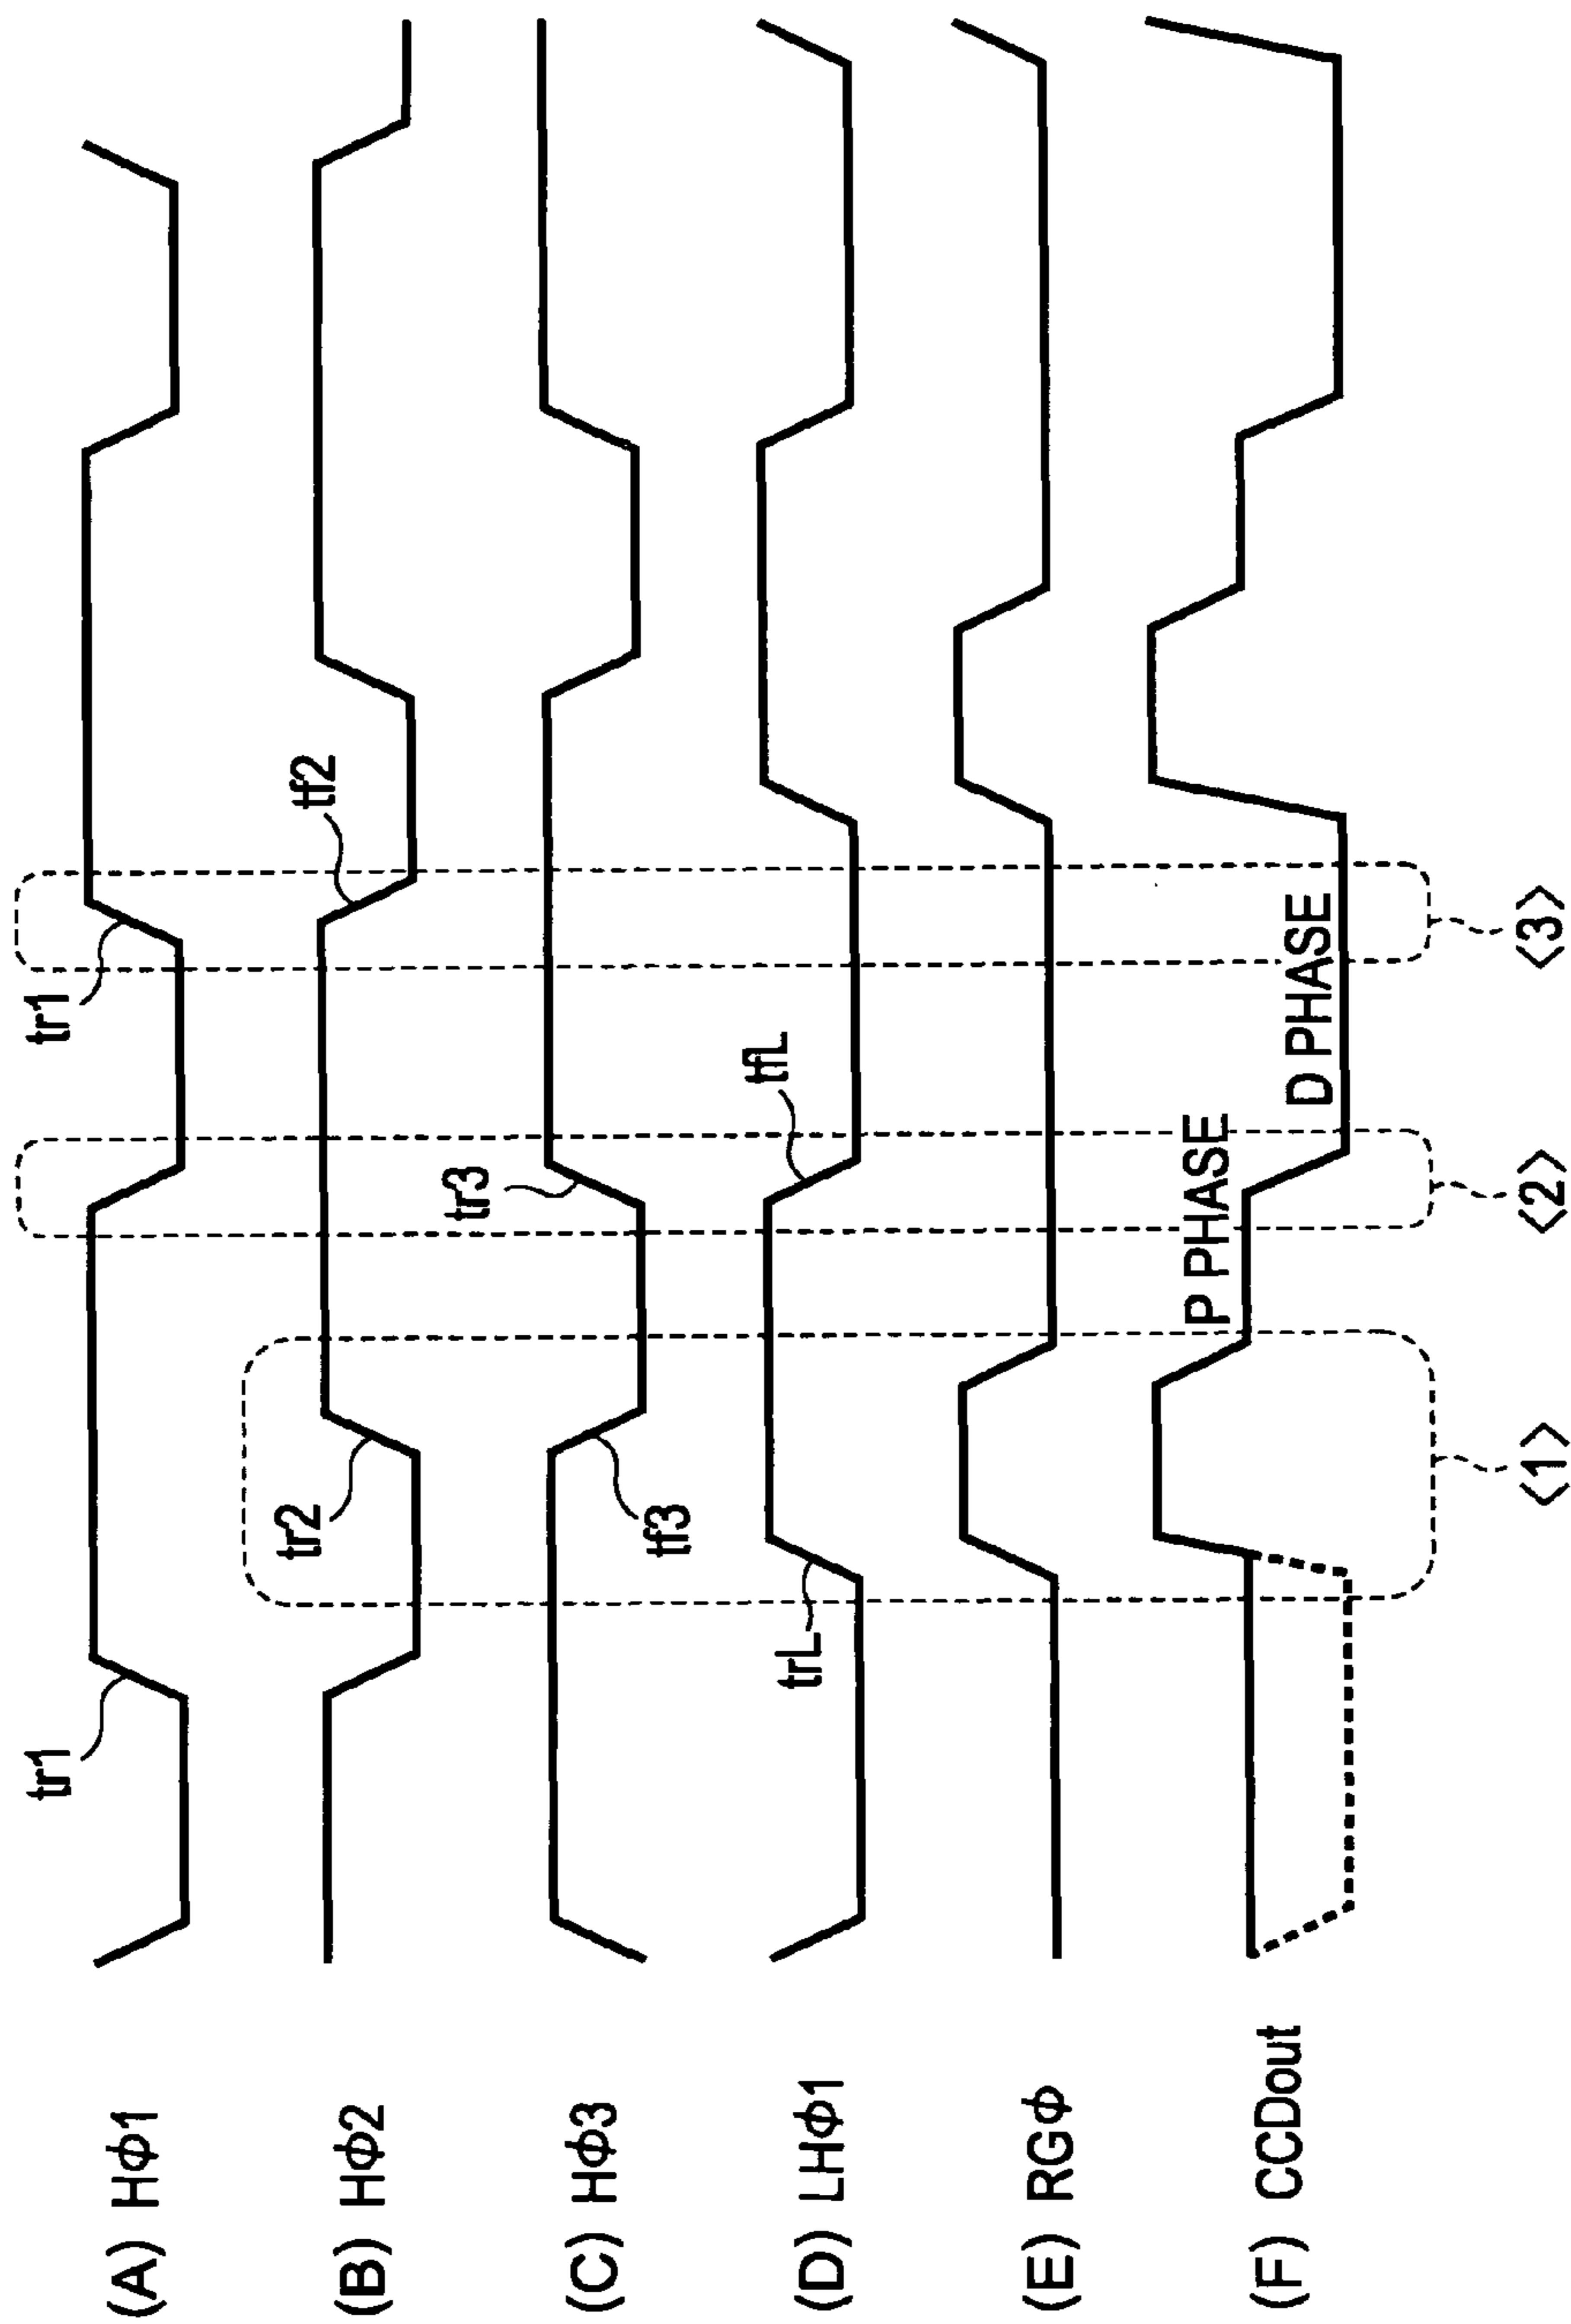 tr1
tr1
(A) HΦ1
tr2
tf2
(B) HΦ2
tr3
(C) HΦ3
tf3
tfL
(D) LHΦ1
trL
(E) RGΦ
P PHASE
D PHASE
(F) CCDout
<1>
<2>
<3>